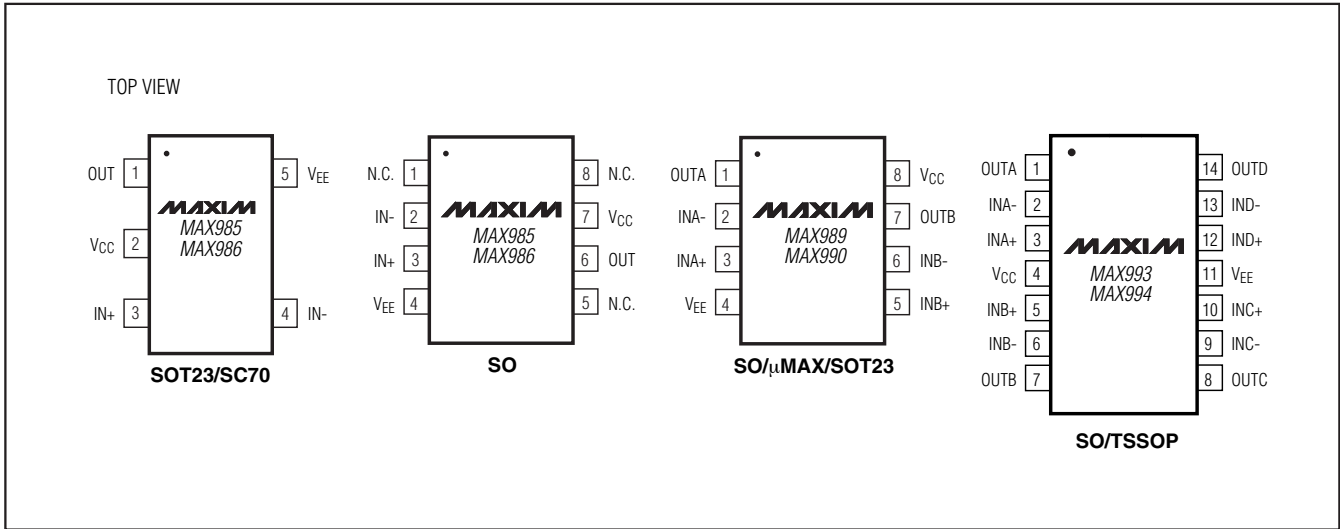 TOP VIEW
OUT 1
5 VEE
VCC 2
IN+ 3
4 IN-
MAXIM
MAX985
MAX986
SOT23/SC70
N.C. 1
8 N.C.
IN- 2
7 VCC
IN+ 3
6 OUT
VEE 4
5 N.C.
MAXIM
MAX985
MAX986
SO
OUTA 1
8 VCC
INA- 2
7 OUTB
INA+ 3
6 INB-
VEE 4
5 INB+
MAXIM
MAX989
MAX990
SO/μMAX/SOT23
OUTA 1
14 OUTD
INA- 2
13 IND-
INA+ 3
12 IND+
VCC 4
11 VEE
INB+ 5
10 INC+
INB- 6
9 INC-
OUTB 7
8 OUTC
MAXIM
MAX993
MAX994
SO/TSSOP